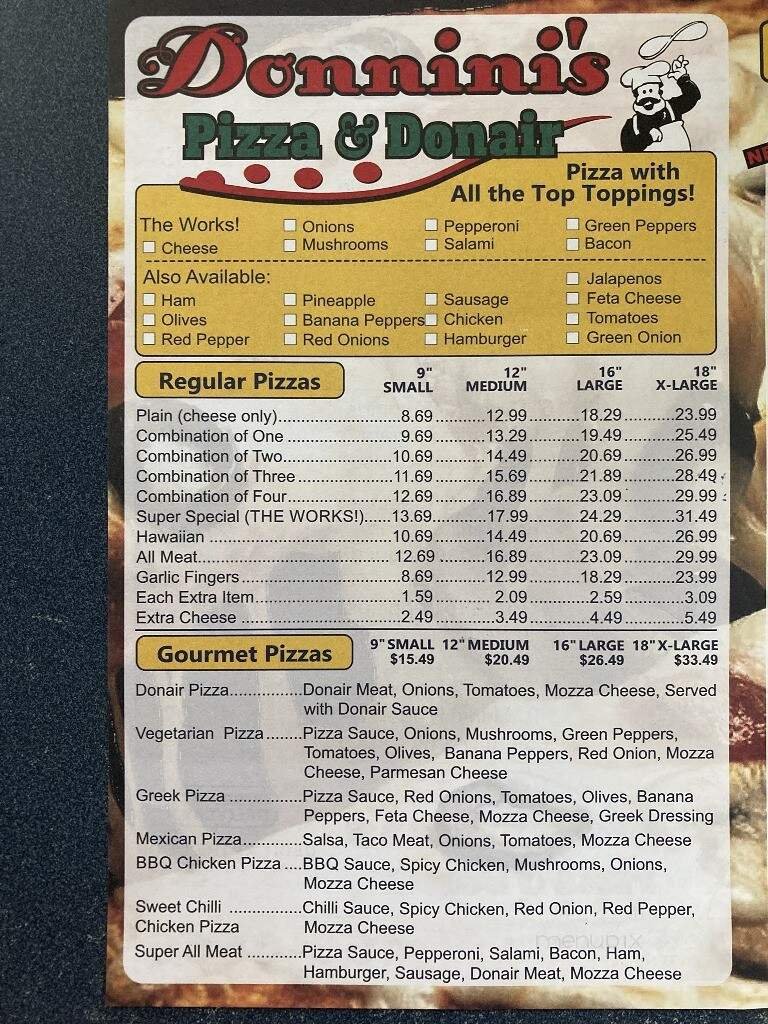 Donnini's
Pizza & Donair
Pizza with
All the Top Toppings!
The Works! Onions Pepperoni Green Peppers
Cheese Mushrooms Salami Bacon
Also Available: Jalapenos
Ham Pineapple Sausage Feta Cheese
Olives Banana Peppers Chicken Tomatoes
Red Pepper Red Onions Hamburger Green Onion
Regular Pizzas 9" SMALL 12" MEDIUM 16" LARGE 18" X-LARGE
Plain (cheese only)..........8.69..........12.99..........18.29..........23.99
Combination of One..........9.69..........13.29..........19.49..........25.49
Combination of Two..........10.69..........14.49..........20.69..........26.99
Combination of Three..........11.69..........15.69..........21.89..........28.49
Combination of Four..........12.69..........16.89..........23.09..........29.99
Super Special (THE WORKS!)......13.69..........17.99..........24.29..........31.49
Hawaiian..........10.69..........14.49..........20.69..........26.99
All Meat..........12.69..........16.89..........23.09..........29.99
Garlic Fingers..........8.69..........12.99..........18.29..........23.99
Each Extra Item..........1.59..........2.09..........2.59..........3.09
Extra Cheese..........2.49..........3.49..........4.49..........5.49
Gourmet Pizzas 9" SMALL 12" MEDIUM 16" LARGE 18" X-LARGE
$15.49 $20.49 $26.49 $33.49
Donair Pizza..........Donair Meat, Onions, Tomatoes, Mozza Cheese, Served
with Donair Sauce
Vegetarian Pizza........Pizza Sauce, Onions, Mushrooms, Green Peppers,
Tomatoes, Olives, Banana Peppers, Red Onion, Mozza
Cheese, Parmesan Cheese
Greek Pizza..........Pizza Sauce, Red Onions, Tomatoes, Olives, Banana
Peppers, Feta Cheese, Mozza Cheese, Greek Dressing
Mexican Pizza..........Salsa, Taco Meat, Onions, Tomatoes, Mozza Cheese
BBQ Chicken Pizza....BBQ Sauce, Spicy Chicken, Mushrooms, Onions,
Mozza Cheese
Sweet Chilli..........Chilli Sauce, Spicy Chicken, Red Onion, Red Pepper,
Chicken Pizza Mozza Cheese
menupix
Super All Meat..........Pizza Sauce, Pepperoni, Salami, Bacon, Ham,
Hamburger, Sausage, Donair Meat, Mozza Cheese